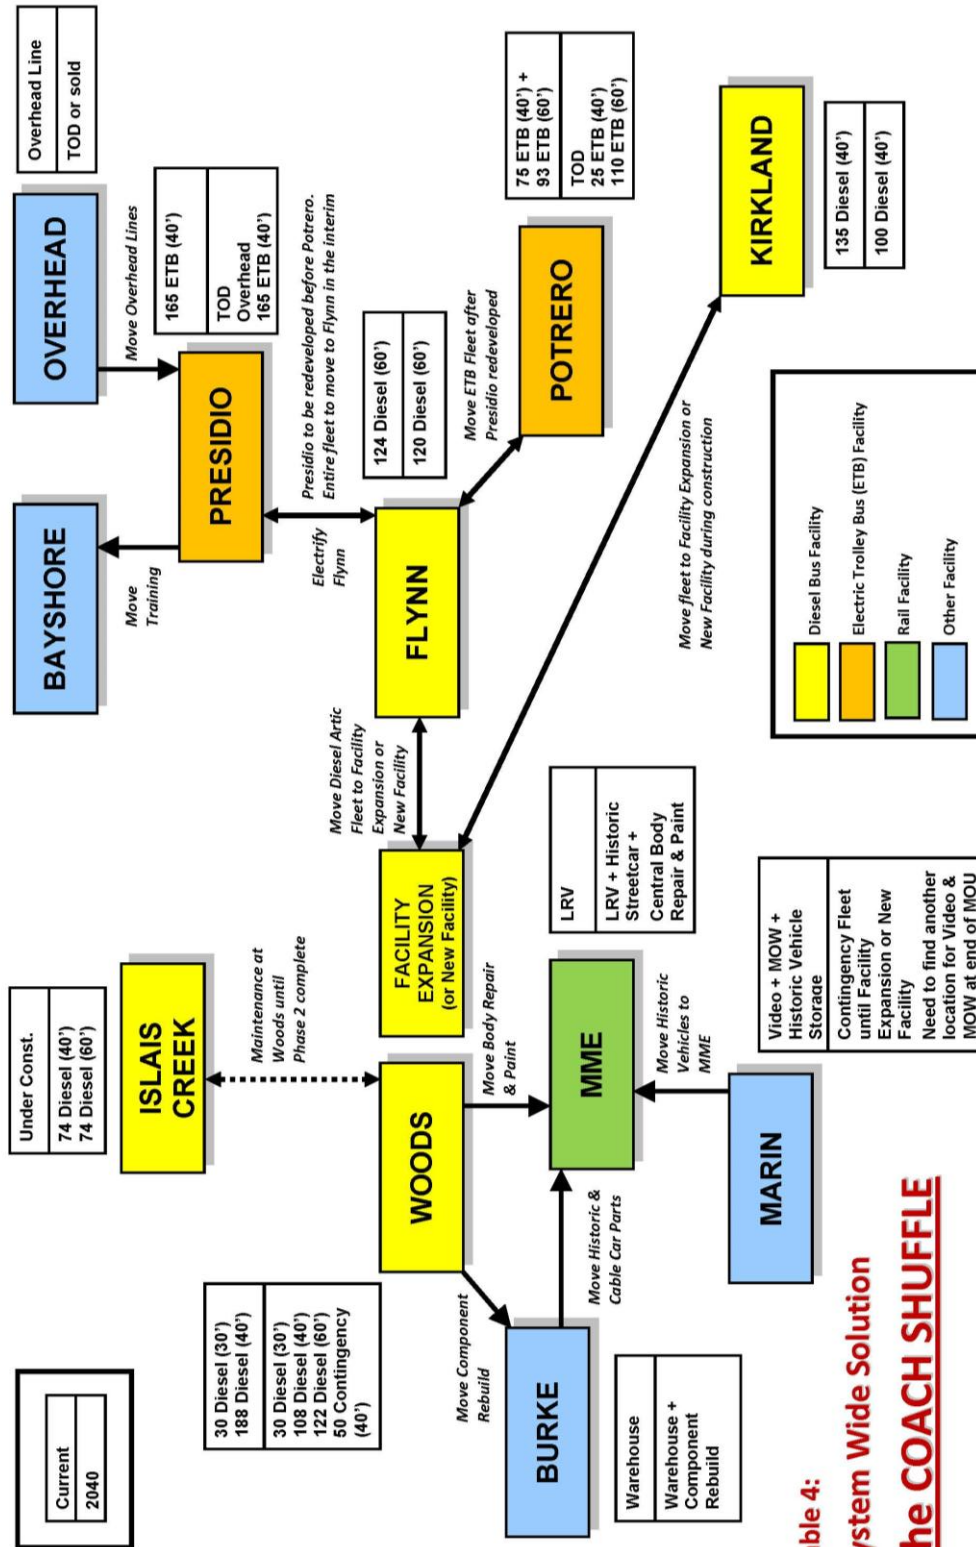 Current
2040
Under Const.
74 Diesel (40’)
74 Diesel (60’)
ISLAIS
CREEK
Maintenance at
Woods until
Phase 2 complete
BAYSHORE
Move
Training
OVERHEAD
Overhead Line
TOD or sold
Move Overhead Lines
PRESIDIO
165 ETB (40’)
TOD
Overhead
165 ETB (40’)
Presidio to be redeveloped before Potrero.
Entire fleet to move to Flynn in the interim
Electrify
Flynn
30 Diesel (30’)
188 Diesel (40’)
30 Diesel (30’)
108 Diesel (40’)
122 Diesel (60’)
50 Contingency
(40’)
WOODS
FACILITY
EXPANSION
(or New Facility)
Move Diesel Artic
Fleet to Facility
Expansion or
New Facility
FLYNN
124 Diesel (60’)
120 Diesel (60’)
Move ETB Fleet after
Presidio redeveloped
POTRERO
75 ETB (40’) +
93 ETB (60’)
TOD
25 ETB (40’)
110 ETB (60’)
Move Component
Rebuild
Move Body Repair
& Paint
BURKE
Warehouse
Warehouse +
Component
Rebuild
Move Historic &
Cable Car Parts
MME
LRV
LRV + Historic
Streetcar +
Central Body
Repair & Paint
Move Historic
Vehicles to
MME
MARIN
Video + MOW +
Historic Vehicle
Storage
Contingency Fleet
until Facility
Expansion or New
Facility
Need to find another
location for Video &
MOW at end of MOU
Move fleet to Facility Expansion or
New Facility during construction
KIRKLAND
135 Diesel (40’)
100 Diesel (40’)
Diesel Bus Facility
Electric Trolley Bus (ETB) Facility
Rail Facility
Other Facility
ble 4:
ystem Wide Solution
he COACH SHUFFLE